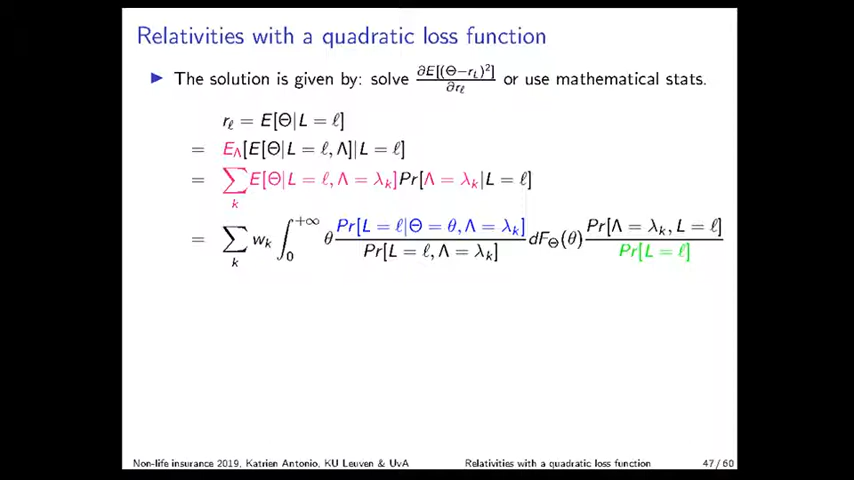 Relativities with a quadratic loss function
▶ The solution is given by: solve ∂E[(Θ−r_L)²]/∂r_ℓ or use mathematical stats.
r_ℓ = E[Θ|L = ℓ]
= E_Λ[E[Θ|L = ℓ, Λ]|L = ℓ]
= ∑_k E[Θ|L = ℓ, Λ = λ_k]Pr[Λ = λ_k|L = ℓ]
= ∑_k w_k ∫_0^{+∞} θ (Pr[L = ℓ|Θ = θ, Λ = λ_k] / Pr[L = ℓ, Λ = λ_k]) dF_Θ(θ) (Pr[Λ = λ_k, L = ℓ] / Pr[L = ℓ])
Non-life insurance 2019, Katrien Antonio, KU Leuven & UvA Relativities with a quadratic loss function 47 / 60